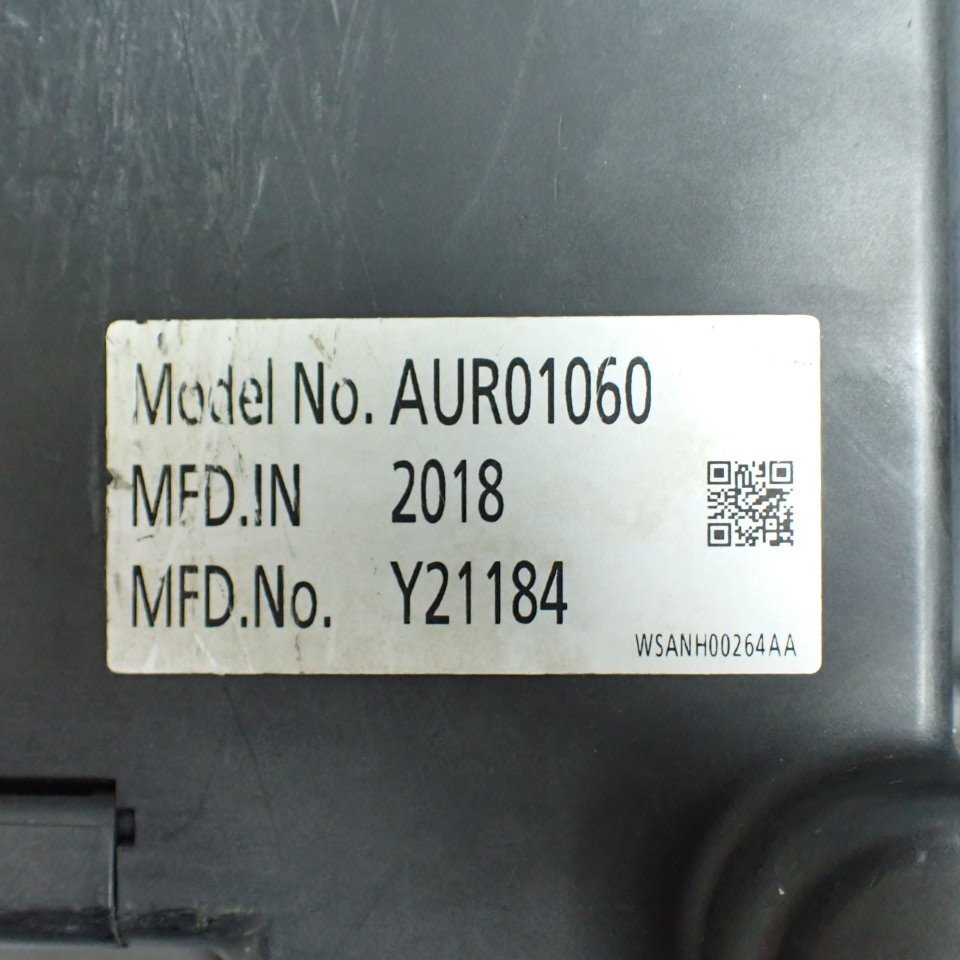 Model No. AUR01060
MFD.IN 2018
MFD.No. Y21184
WSANH00264AA